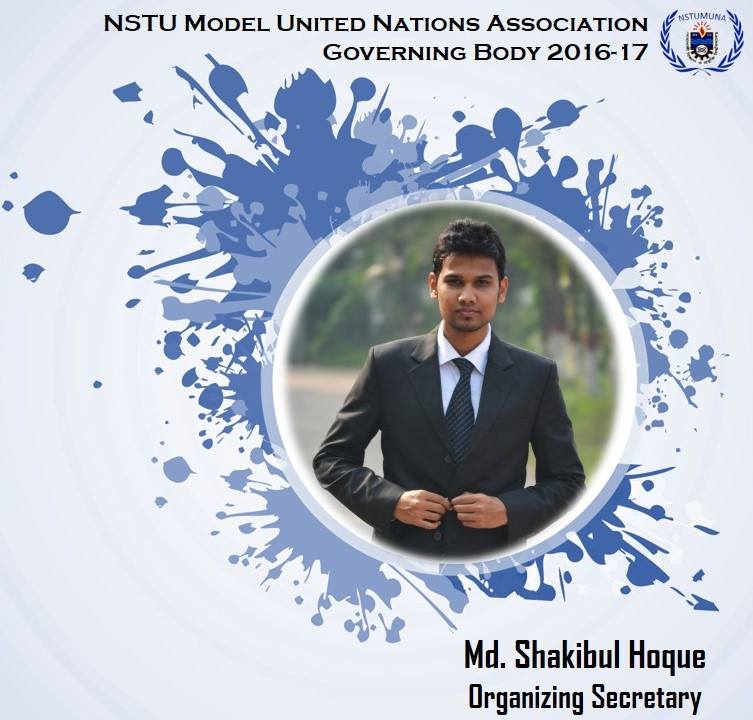 NSTU Model United Nations Association
Governing Body 2016-17
NSTUMUNA
Md. Shakibul Hoque
Organizing Secretary